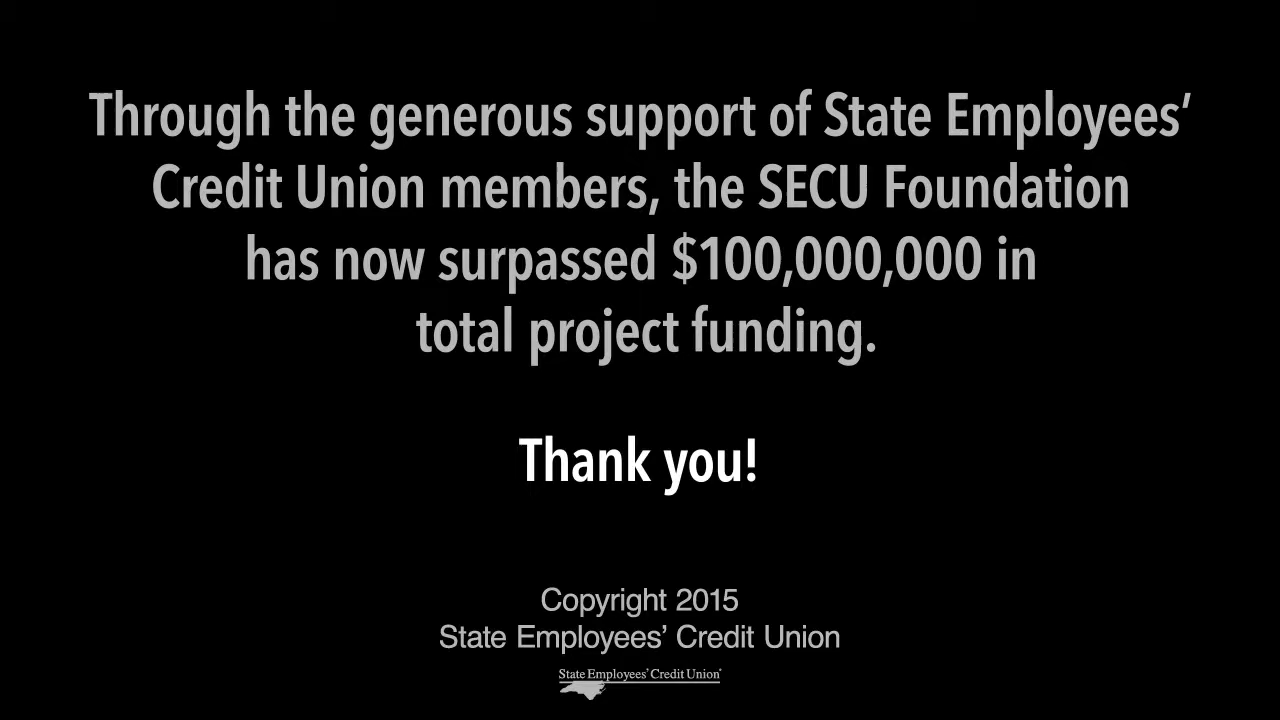 Through the generous support of State Employees‘
Credit Union members, the SECU Foundation
has now surpassed $100,000,000 in
total project funding.
Thank you!
Copyright 2015
State Employees’ Credit Union
State Employees’ Credit Union®